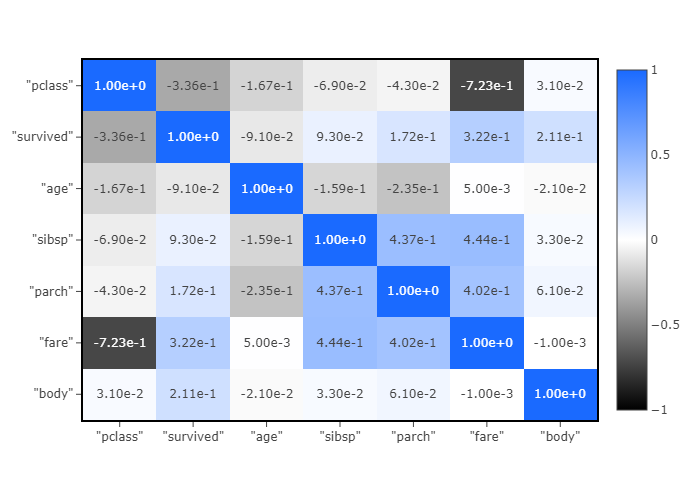 "pclass" 1.00e+0 -3.36e-1 -1.67e-1 -6.90e-2 -4.30e-2 -7.23e-1 3.10e-2
"survived" -3.36e-1 1.00e+0 -9.10e-2 9.30e-2 1.72e-1 3.22e-1 2.11e-1
"age" -1.67e-1 -9.10e-2 1.00e+0 -1.59e-1 -2.35e-1 5.00e-3 -2.10e-2
"sibsp" -6.90e-2 9.30e-2 -1.59e-1 1.00e+0 4.37e-1 4.44e-1 3.30e-2
"parch" -4.30e-2 1.72e-1 -2.35e-1 4.37e-1 1.00e+0 4.02e-1 6.10e-2
"fare" -7.23e-1 3.22e-1 5.00e-3 4.44e-1 4.02e-1 1.00e+0 -1.00e-3
"body" 3.10e-2 2.11e-1 -2.10e-2 3.30e-2 6.10e-2 -1.00e-3 1.00e+0
"pclass" "survived" "age" "sibsp" "parch" "fare" "body"
1
0.5
0
−0.5
−1